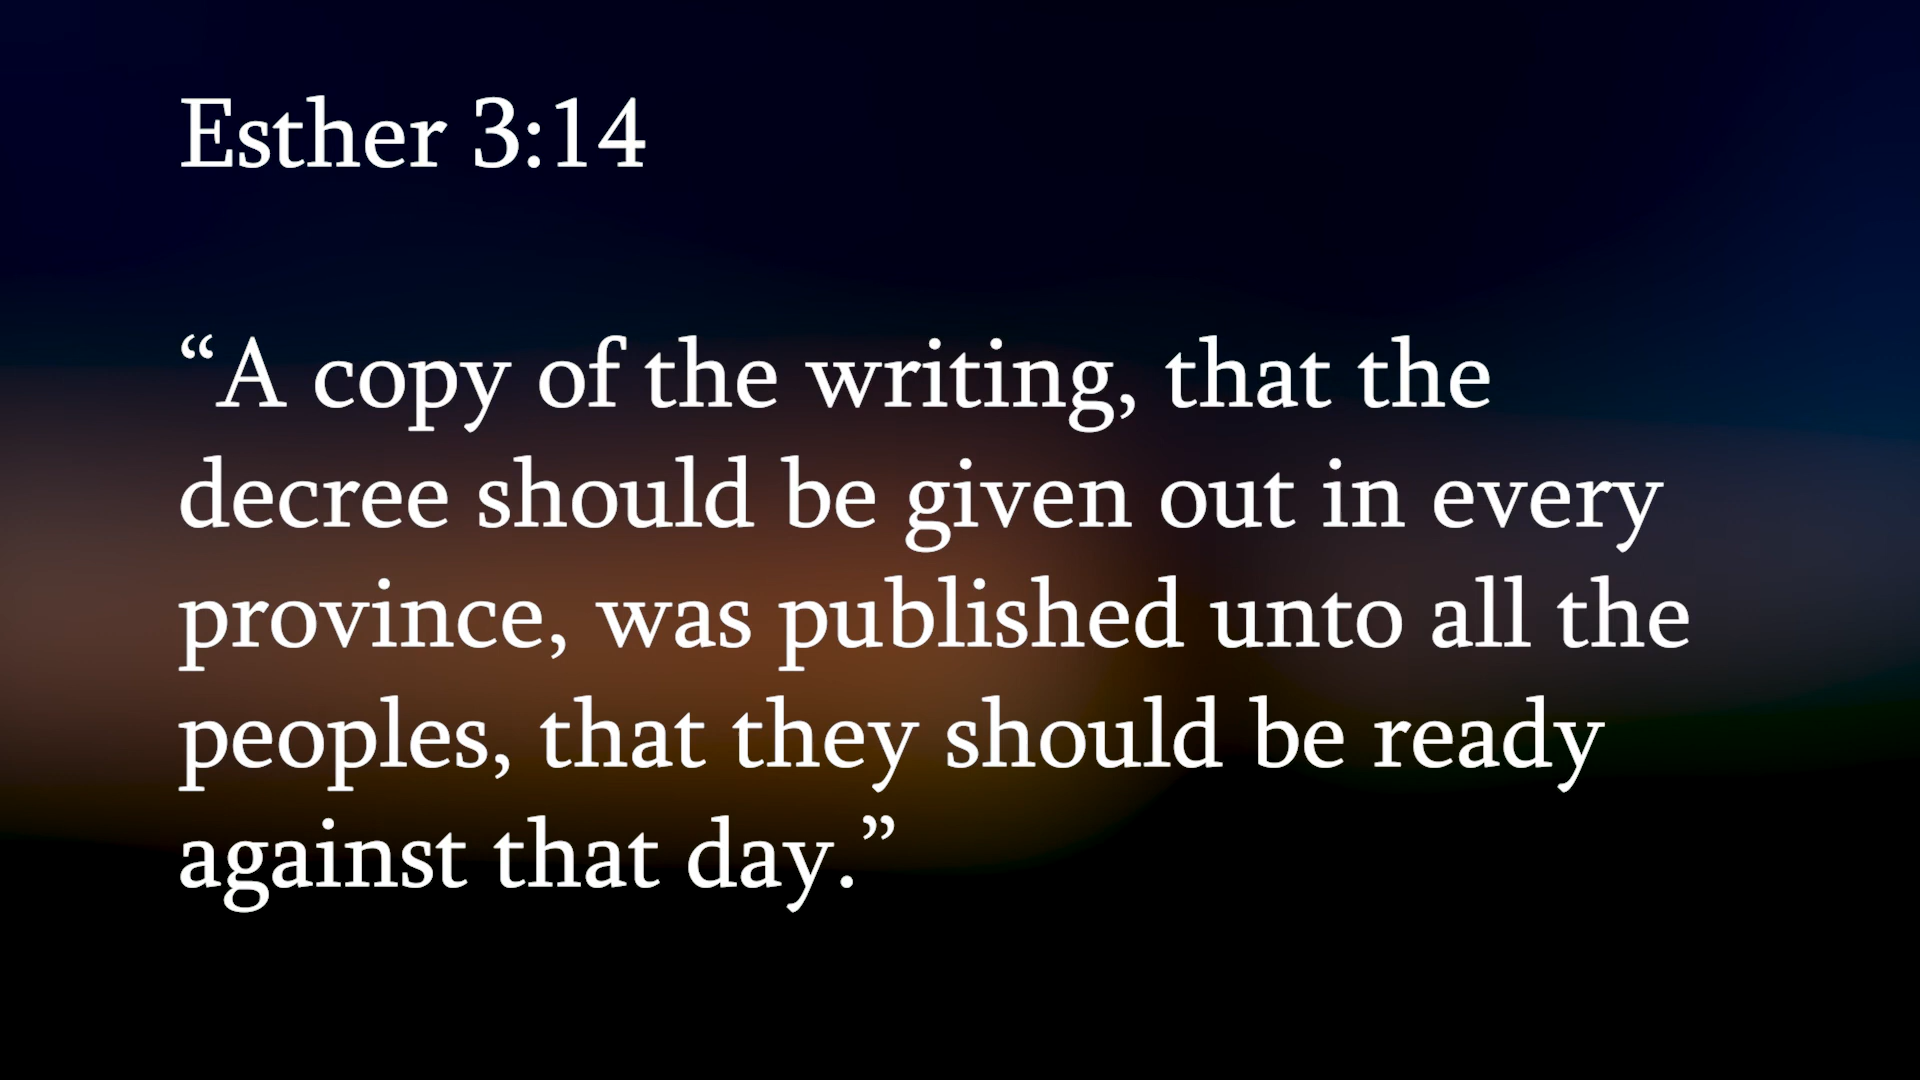 Esther 3:14
“A copy of the writing, that the
decree should be given out in every
province, was published unto all the
peoples, that they should be ready
against that day.”